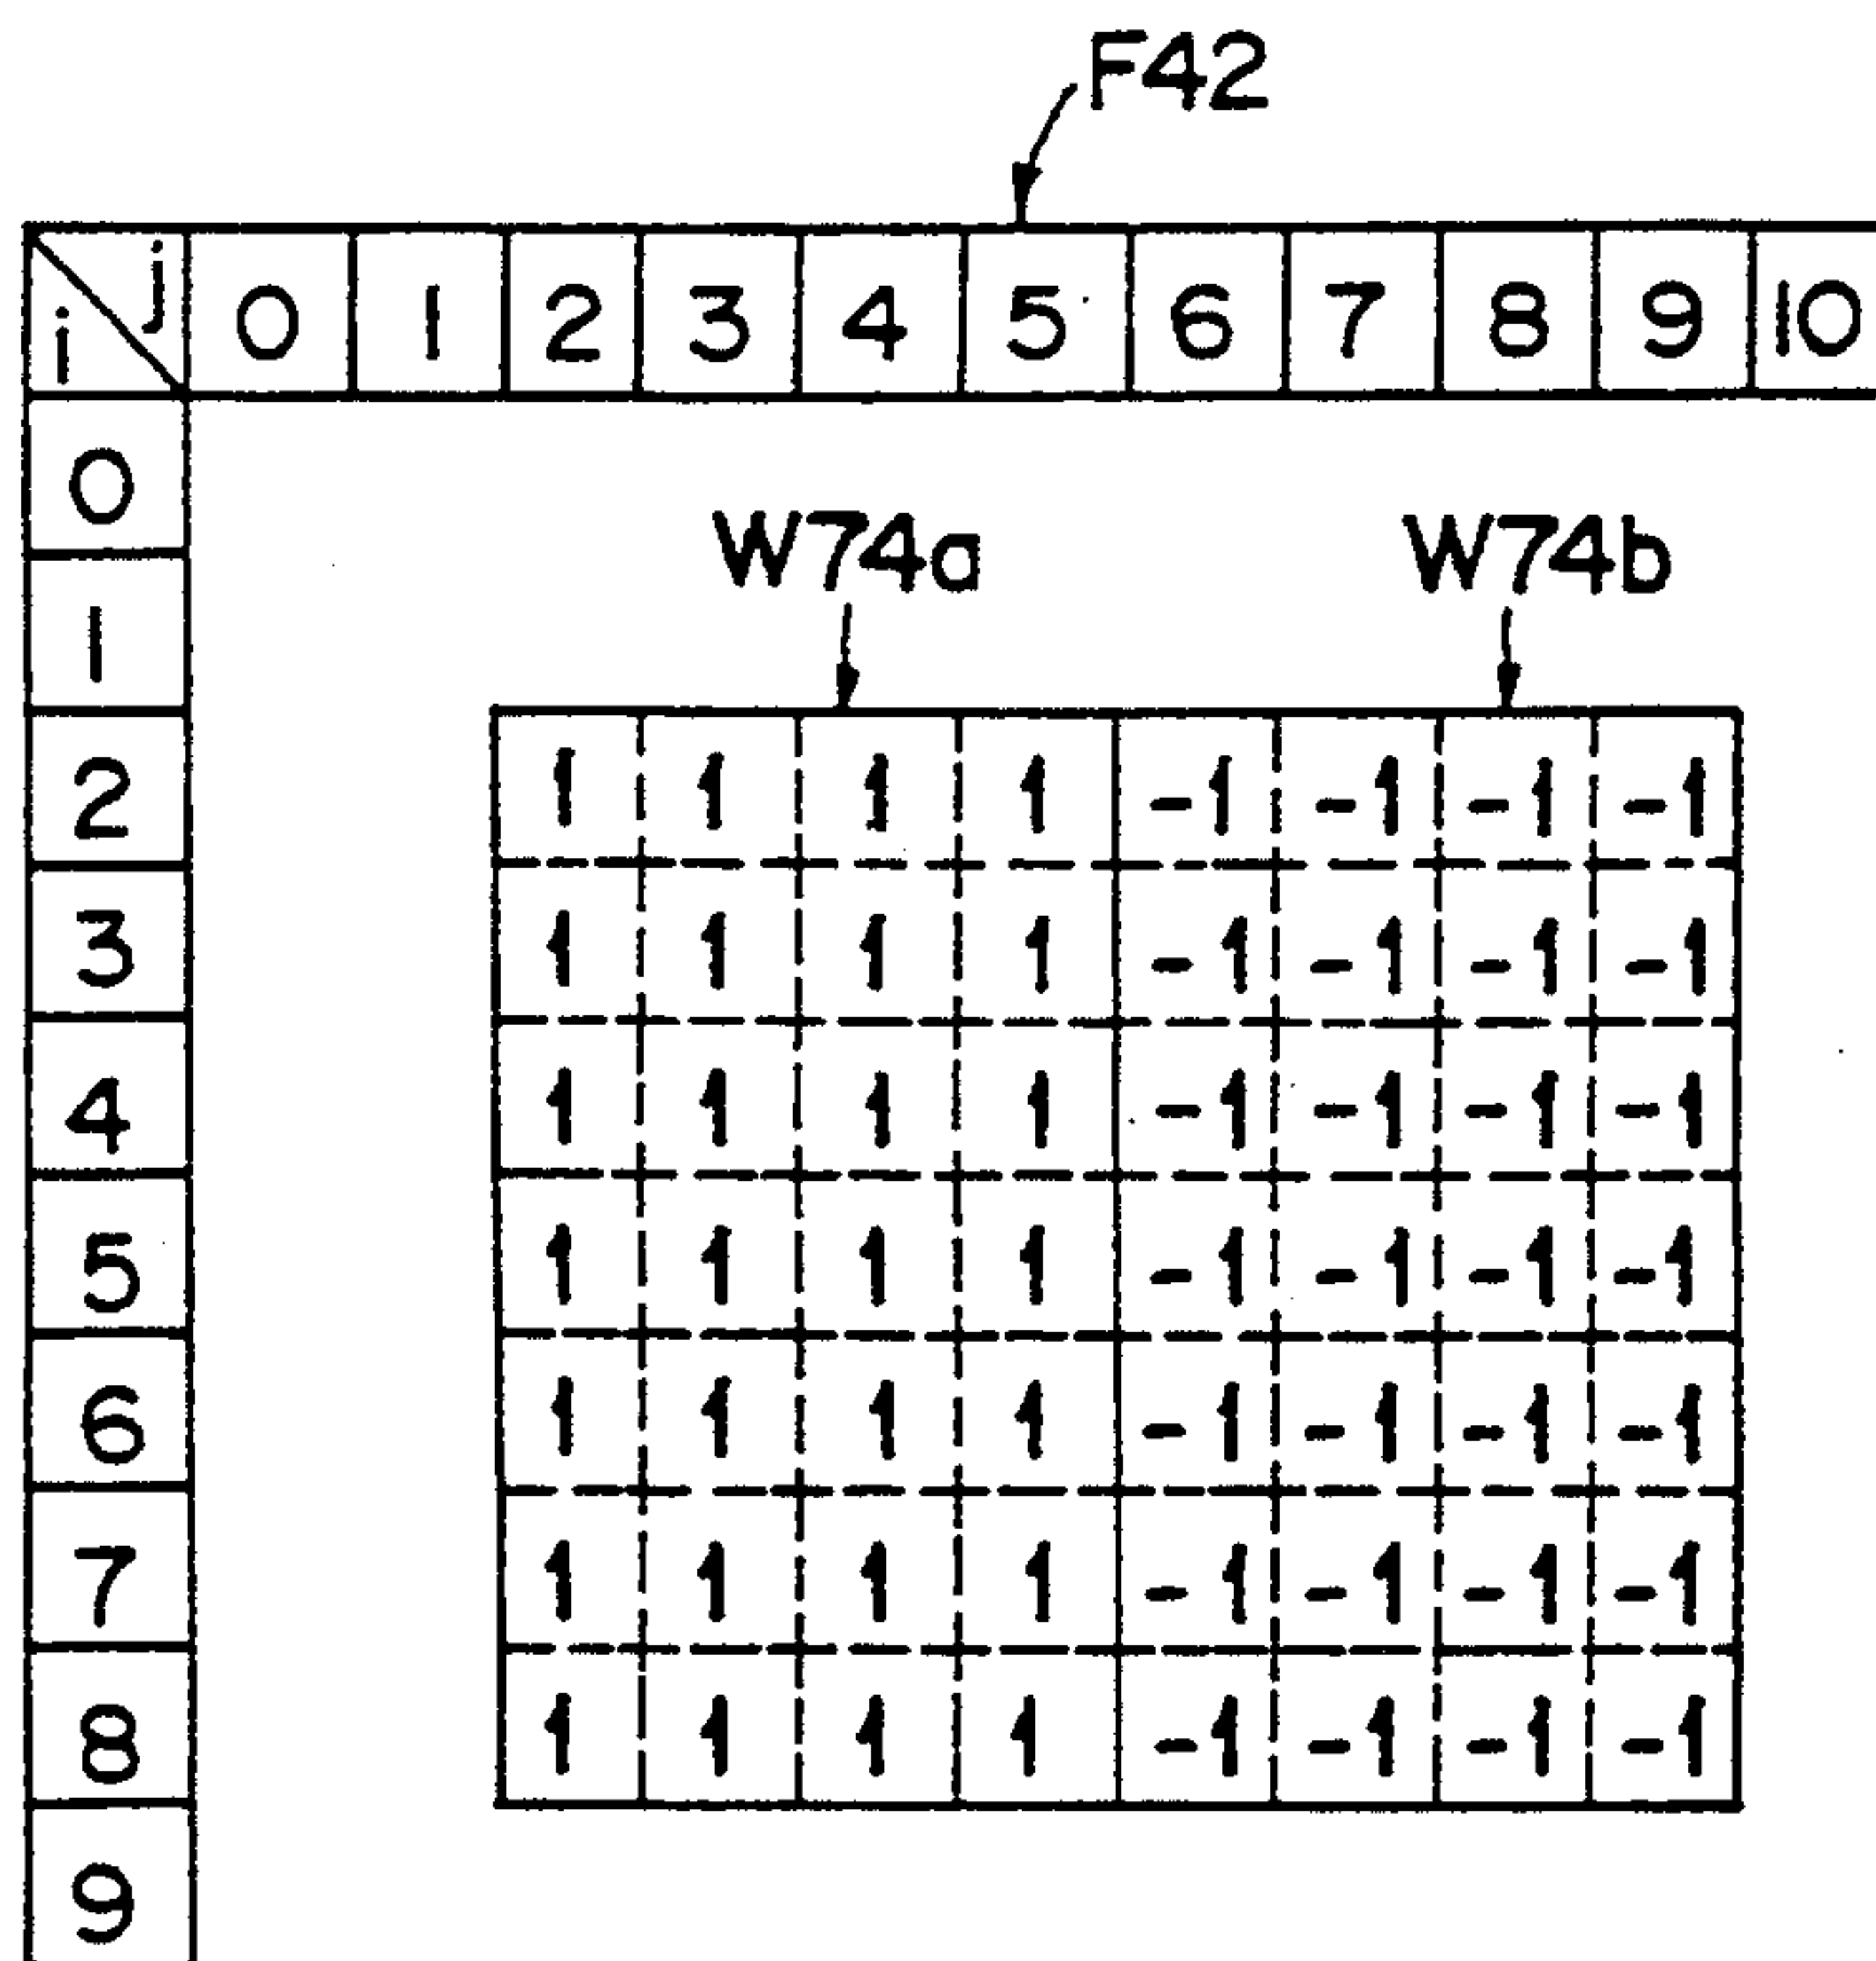 F42
i j 0 1 2 3 4 5 6 7 8 9 10
0
W74a W74b
1
2 1 1 1 1 -1 -1 -1 -1
3 1 1 1 1 -1 -1 -1 -1
4 1 1 1 1 -1 -1 -1 -1
5 1 1 1 1 -1 -1 -1 -1
6 1 1 1 1 -1 -1 -1 -1
7 1 1 1 1 -1 -1 -1 -1
8 1 1 1 1 -1 -1 -1 -1
9